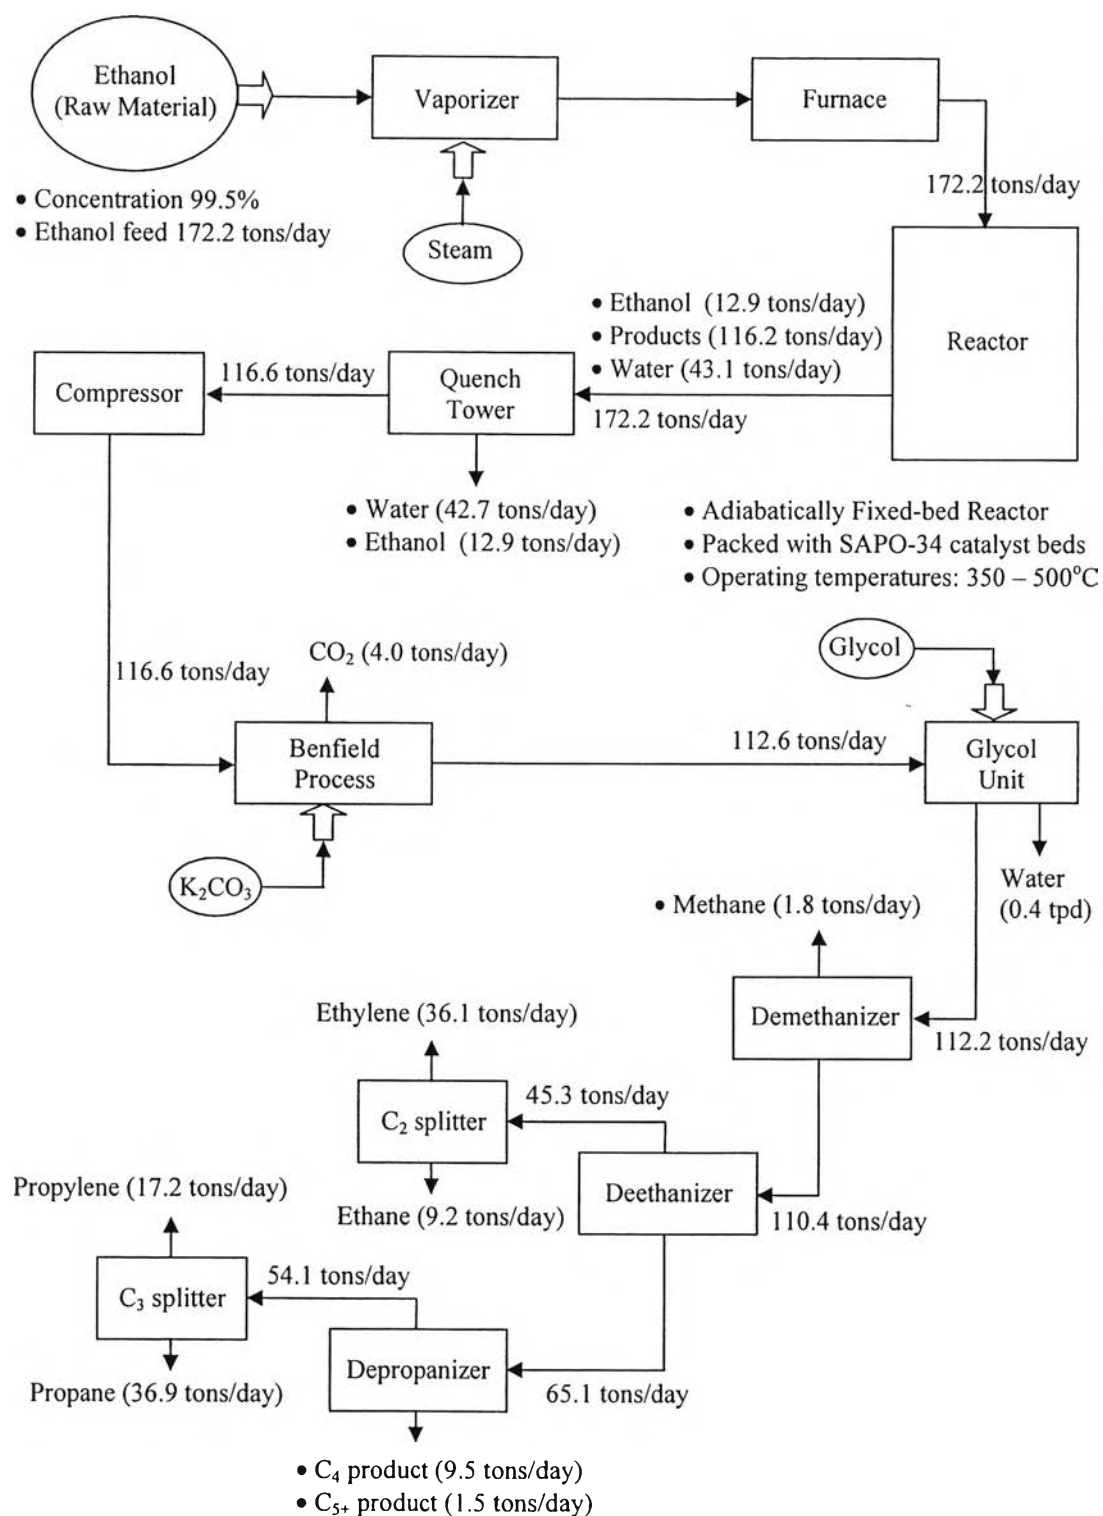 Ethanol
(Raw Material)
Vaporizer
Furnace
• Concentration 99.5%
• Ethanol feed 172.2 tons/day
Steam
172.2 tons/day
• Ethanol (12.9 tons/day)
• Products (116.2 tons/day)
• Water (43.1 tons/day)
Reactor
Compressor
116.6 tons/day
Quench
Tower
172.2 tons/day
• Water (42.7 tons/day)
• Ethanol (12.9 tons/day)
• Adiabatically Fixed-bed Reactor
• Packed with SAPO-34 catalyst beds
• Operating temperatures: 350 – 500°C
CO₂ (4.0 tons/day)
Glycol
116.6 tons/day
Benfield
Process
112.6 tons/day
Glycol
Unit
K₂CO₃
Water
(0.4 tpd)
• Methane (1.8 tons/day)
Demethanizer
112.2 tons/day
Ethylene (36.1 tons/day)
45.3 tons/day
C₂ splitter
Deethanizer
110.4 tons/day
Ethane (9.2 tons/day)
Propylene (17.2 tons/day)
54.1 tons/day
C₃ splitter
Depropanizer
65.1 tons/day
Propane (36.9 tons/day)
• C₄ product (9.5 tons/day)
• C₅₊ product (1.5 tons/day)